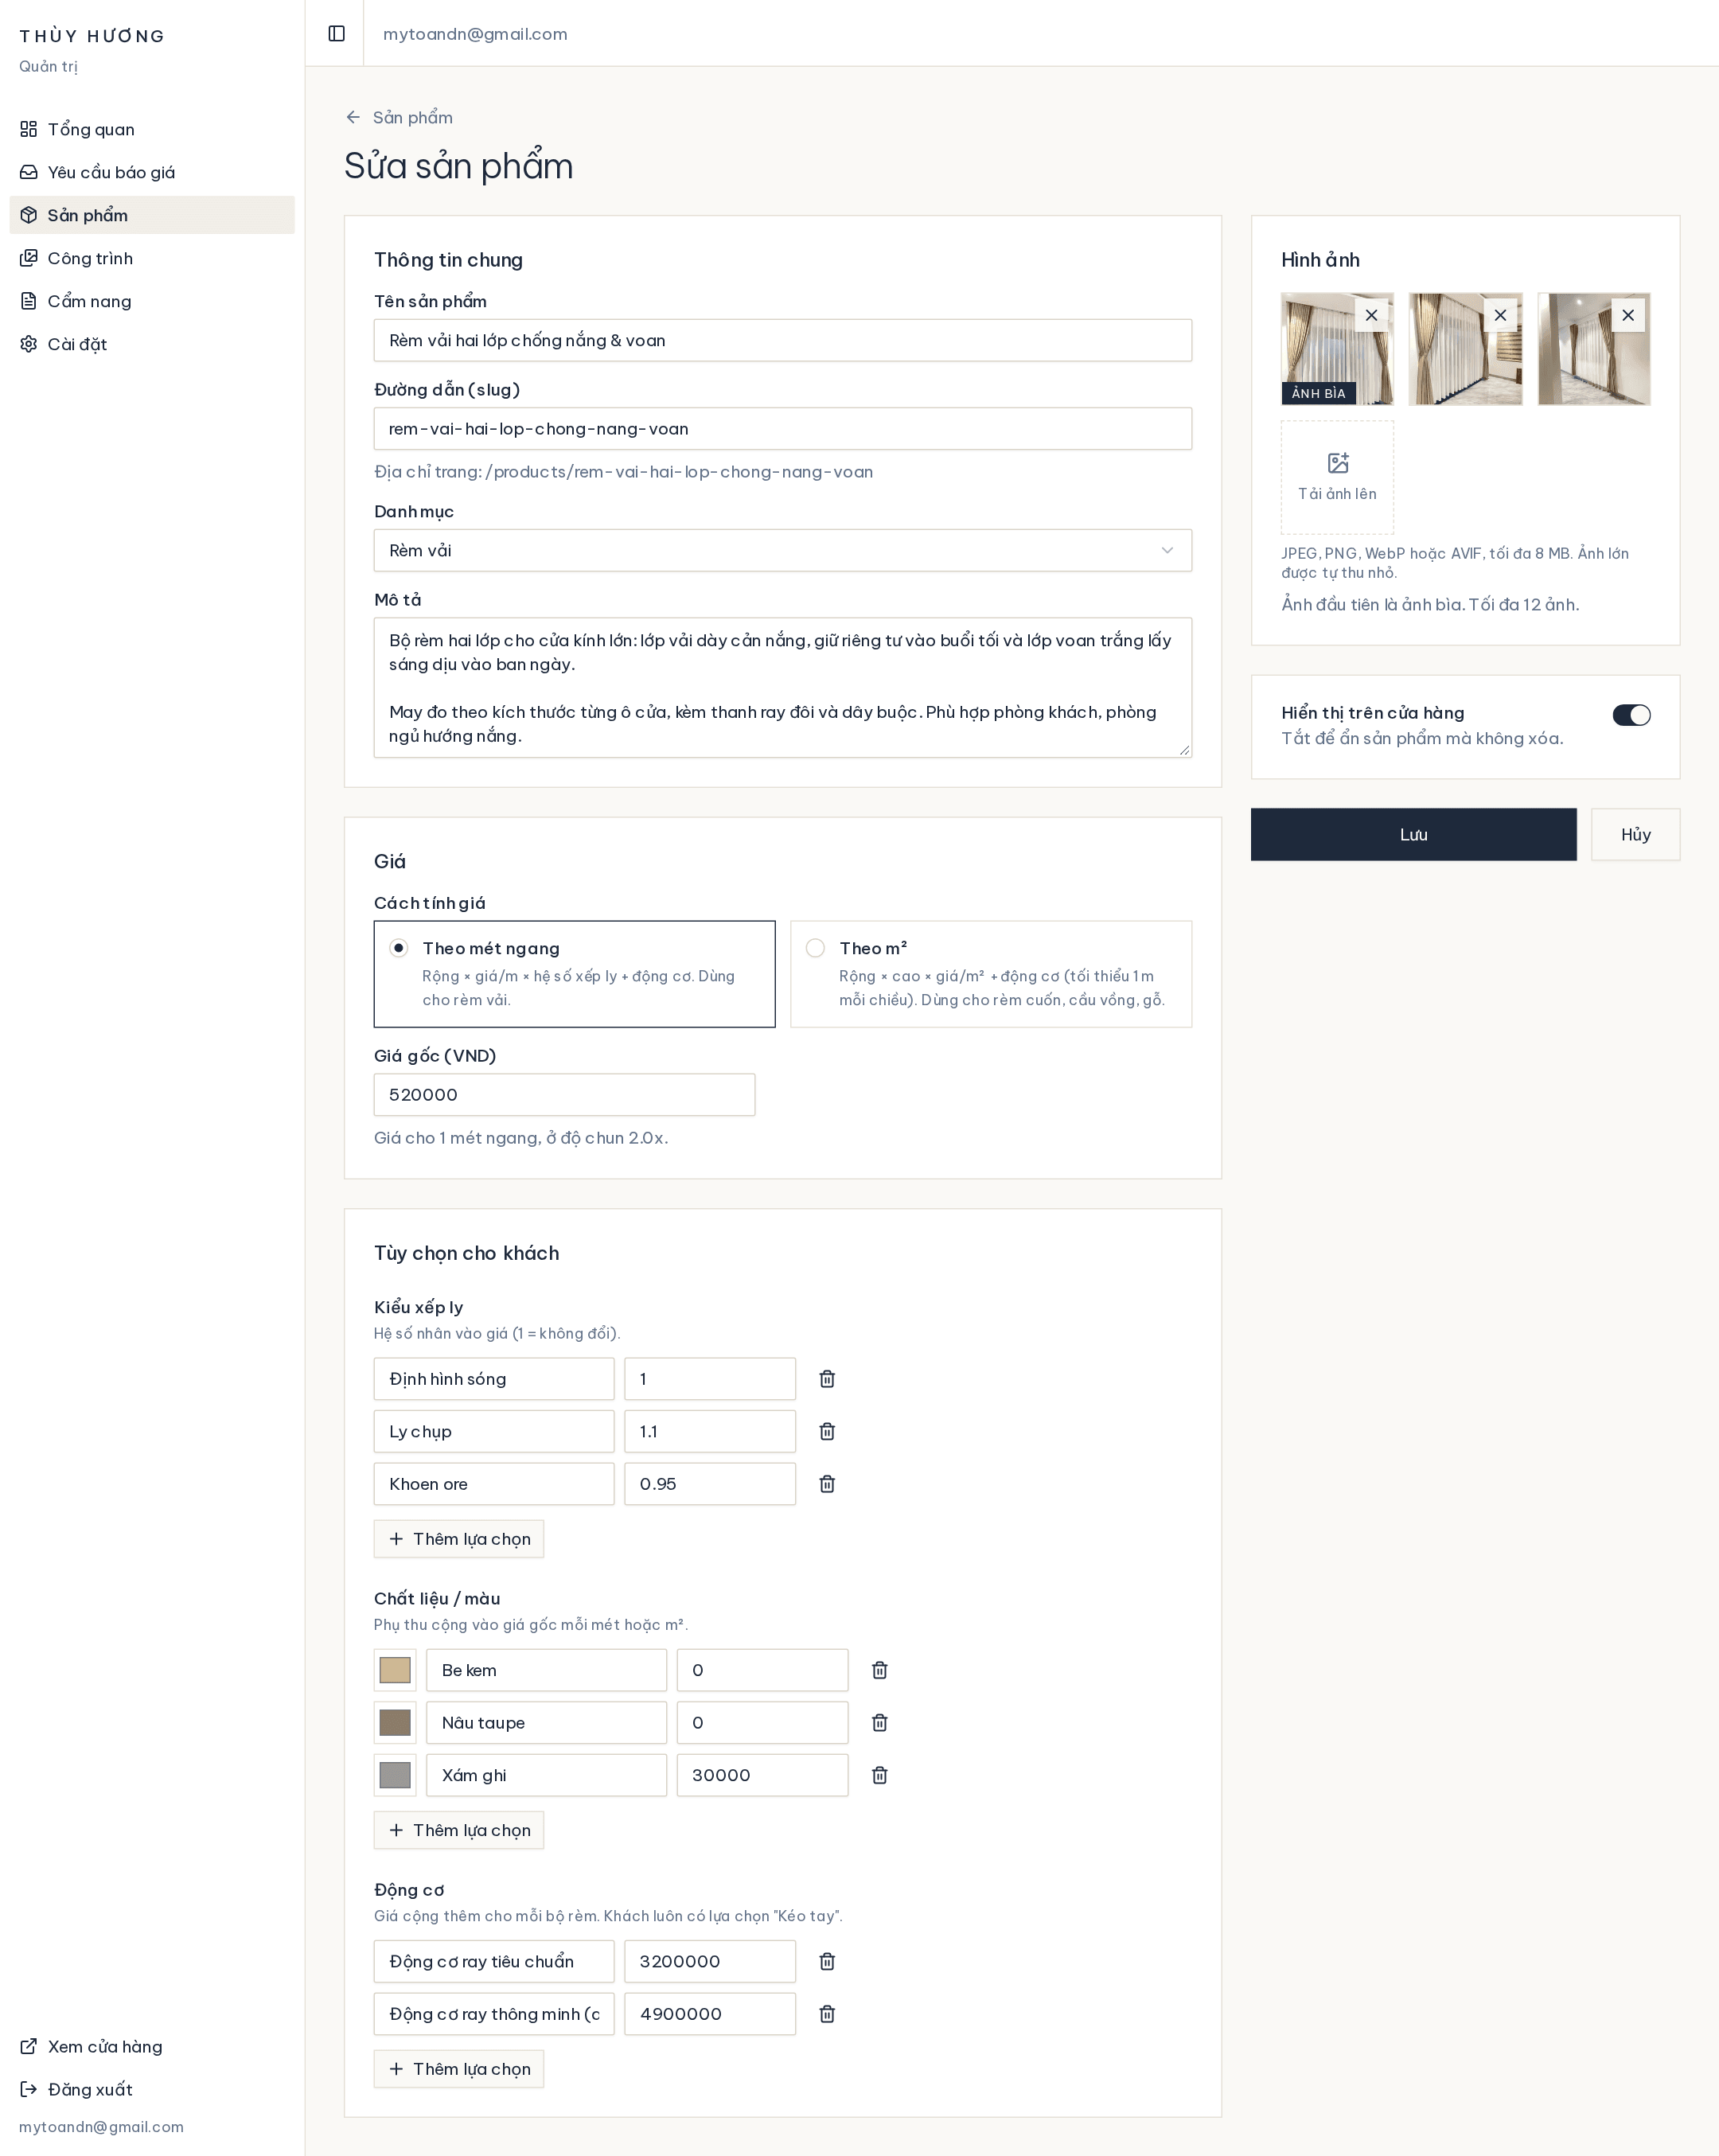 THÙY HƯƠNG
Quản trị
Tổng quan
Yêu cầu báo giá
Sản phẩm
Công trình
Cẩm nang
Cài đặt
Xem cửa hàng
Đăng xuất
mytoandn@gmail.com
mytoandn@gmail.com
Sản phẩm
Sửa sản phẩm
Thông tin chung
Tên sản phẩm
Rèm vải hai lớp chống nắng & voan
Đường dẫn (slug)
rem-vai-hai-lop-chong-nang-voan
Địa chỉ trang: /products/rem-vai-hai-lop-chong-nang-voan
Danh mục
Rèm vải
Mô tả
Bộ rèm hai lớp cho cửa kính lớn: lớp vải dày cản nắng, giữ riêng tư vào buổi tối và lớp voan trắng lấy
sáng dịu vào ban ngày.
May đo theo kích thước từng ô cửa, kèm thanh ray đôi và dây buộc. Phù hợp phòng khách, phòng
ngủ hướng nắng.
Giá
Cách tính giá
Theo mét ngang
Rộng × giá/m × hệ số xếp ly + động cơ. Dùng
cho rèm vải.
Theo m²
Rộng × cao × giá/m² + động cơ (tối thiểu 1 m
mỗi chiều). Dùng cho rèm cuốn, cầu vồng, gỗ.
Giá gốc (VND)
520000
Giá cho 1 mét ngang, ở độ chun 2.0x.
Tùy chọn cho khách
Kiểu xếp ly
Hệ số nhân vào giá (1 = không đổi).
Định hình sóng
1
Ly chụp
1.1
Khoen ore
0.95
Thêm lựa chọn
Chất liệu / màu
Phụ thu cộng vào giá gốc mỗi mét hoặc m².
Be kem
0
Nâu taupe
0
Xám ghi
30000
Thêm lựa chọn
Động cơ
Giá cộng thêm cho mỗi bộ rèm. Khách luôn có lựa chọn "Kéo tay".
Động cơ ray tiêu chuẩn
3200000
Động cơ ray thông minh (c
4900000
Thêm lựa chọn
Hình ảnh
ẢNH BÌA
Tải ảnh lên
JPEG, PNG, WebP hoặc AVIF, tối đa 8 MB. Ảnh lớn
được tự thu nhỏ.
Ảnh đầu tiên là ảnh bìa. Tối đa 12 ảnh.
Hiển thị trên cửa hàng
Tắt để ẩn sản phẩm mà không xóa.
Lưu
Hủy